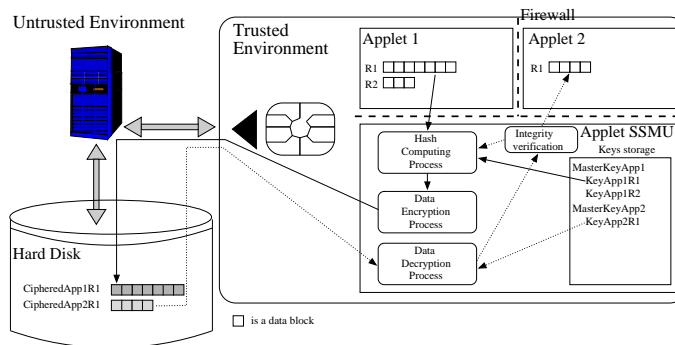 Untrusted Environment
Trusted
Environment
Firewall
Applet 1
R1
R2
Applet 2
R1
Applet SSMU
Hash
Computing
Process
Integrity
verification
Keys storage
MasterKeyApp1
KeyApp1R1
KeyApp1R2
MasterKeyApp2
KeyApp2R1
Data
Encryption
Process
Data
Decryption
Process
Hard Disk
CipheredApp1R1
CipheredApp2R1
is a data block